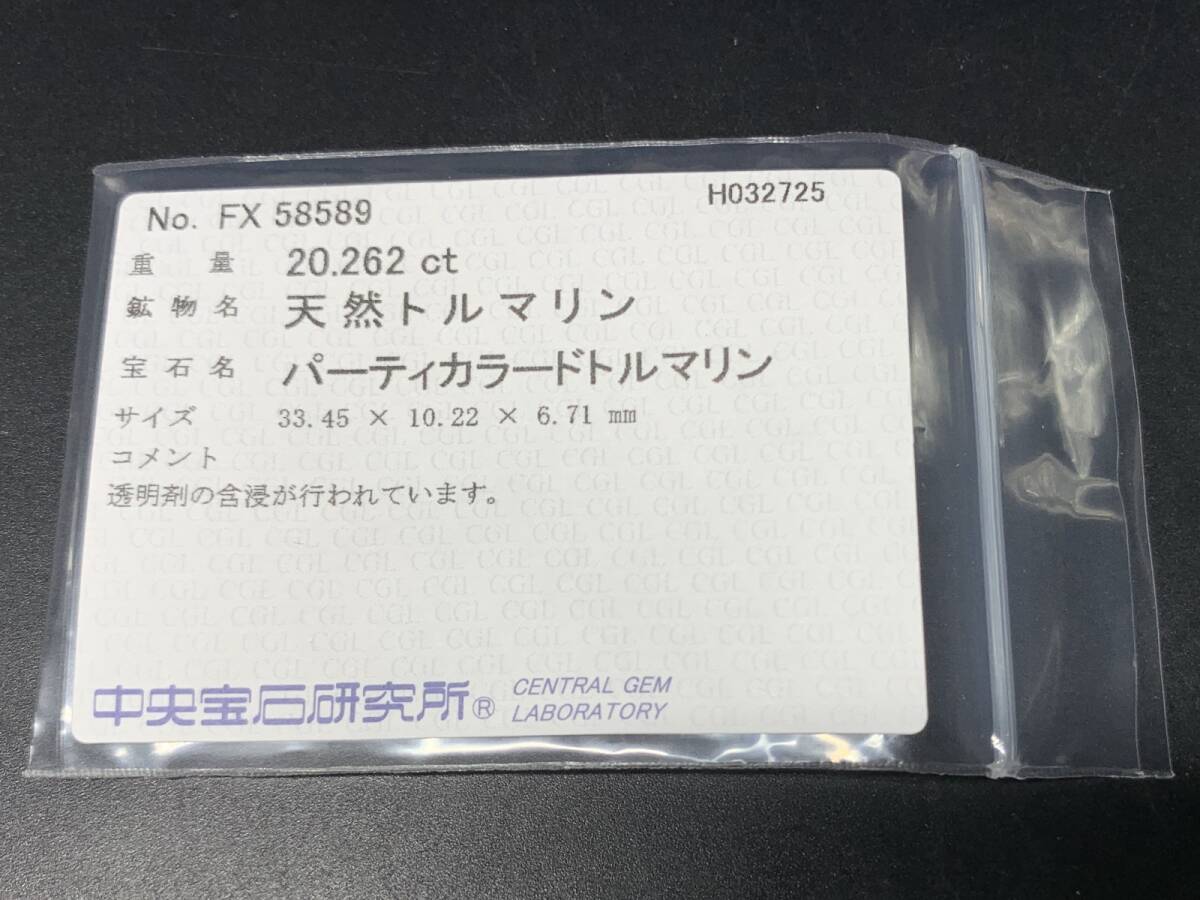 No. FX 58589 H032725
重量 20.262 ct
鉱物名 天然トルマリン
宝石名 パーティカラードトルマリン
サイズ 33.45 × 10.22 × 6.71 mm
コメント
透明剤の含浸が行われています。
中央宝石研究所® CENTRAL GEM
LABORATORY